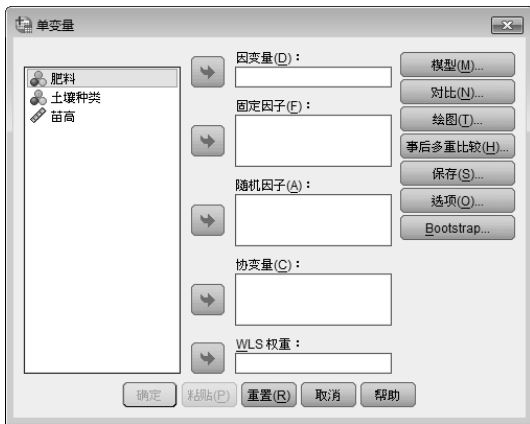 单变量
肥料
土壤种类
苗高
因变量(D)：
固定因子(F)：
随机因子(A)：
协变量(C)：
WLS 权重：
模型(M)...
对比(N)...
绘图(T)...
事后多重比较(H)...
保存(S)...
选项(O)...
Bootstrap...
确定
粘贴(P)
重置(R)
取消
帮助